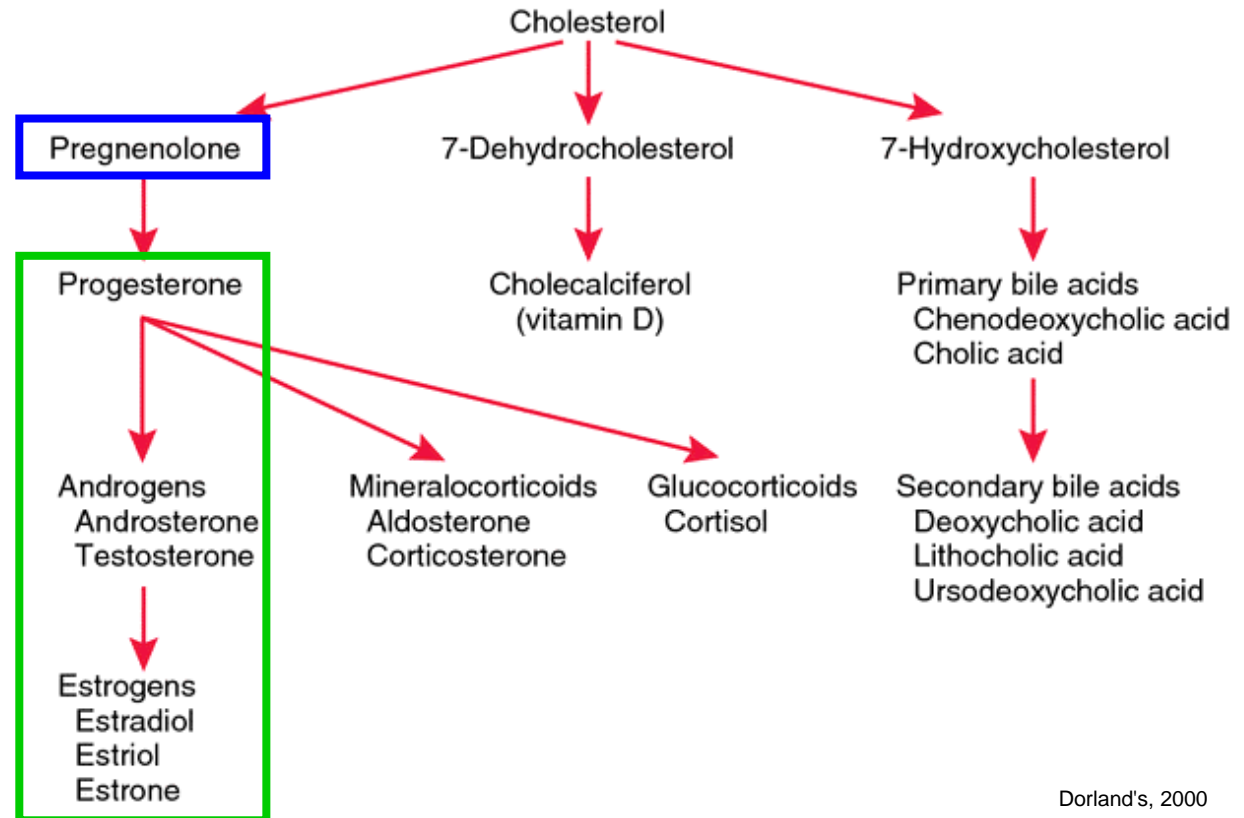 Cholesterol
Pregnenolone
7-Dehydrocholesterol
7-Hydroxycholesterol
Progesterone
Cholecalciferol
(vitamin D)
Primary bile acids
Chenodeoxycholic acid
Cholic acid
Androgens
Androsterone
Testosterone
Mineralocorticoids
Aldosterone
Corticosterone
Glucocorticoids
Cortisol
Secondary bile acids
Deoxycholic acid
Lithocholic acid
Ursodeoxycholic acid
Estrogens
Estradiol
Estriol
Estrone
Dorland's, 2000